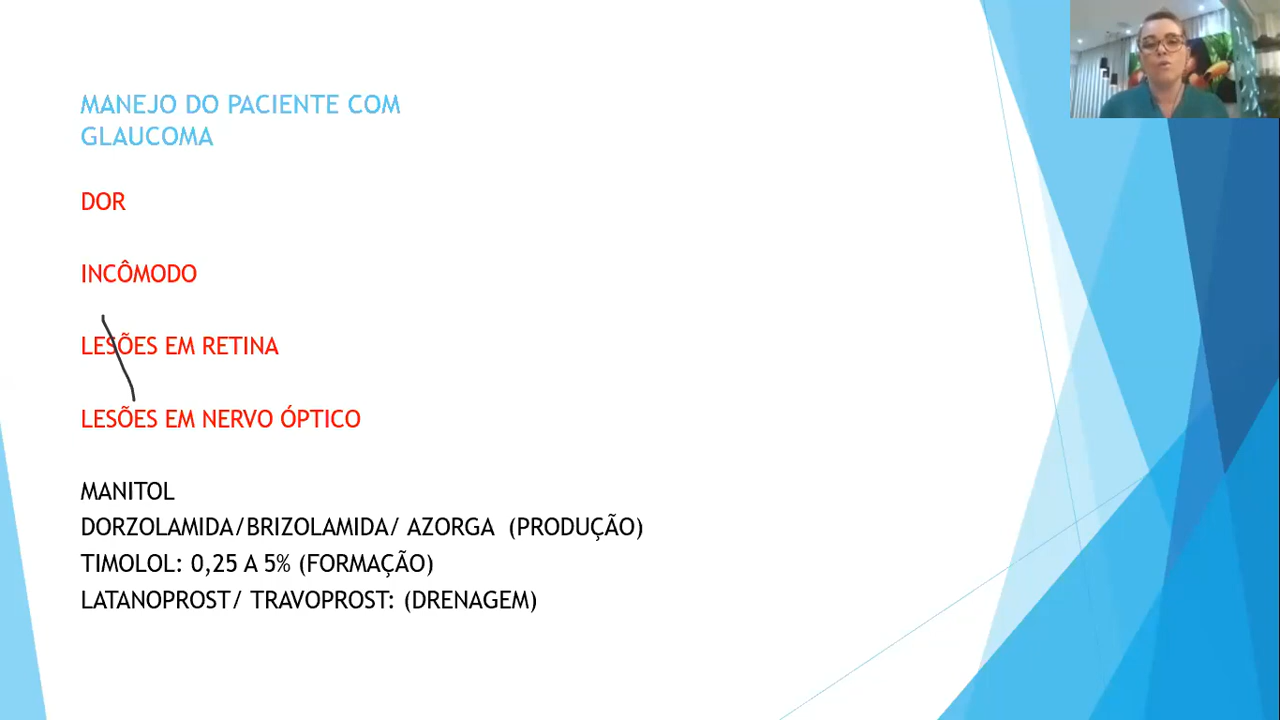 MANEJO DO PACIENTE COM
GLAUCOMA
DOR
INCÔMODO
LESÕES EM RETINA
LESÕES EM NERVO ÓPTICO
MANITOL
DORZOLAMIDA/BRIZOLAMIDA/ AZORGA (PRODUÇÃO)
TIMOLOL: 0,25 A 5% (FORMAÇÃO)
LATANOPROST/ TRAVOPROST: (DRENAGEM)